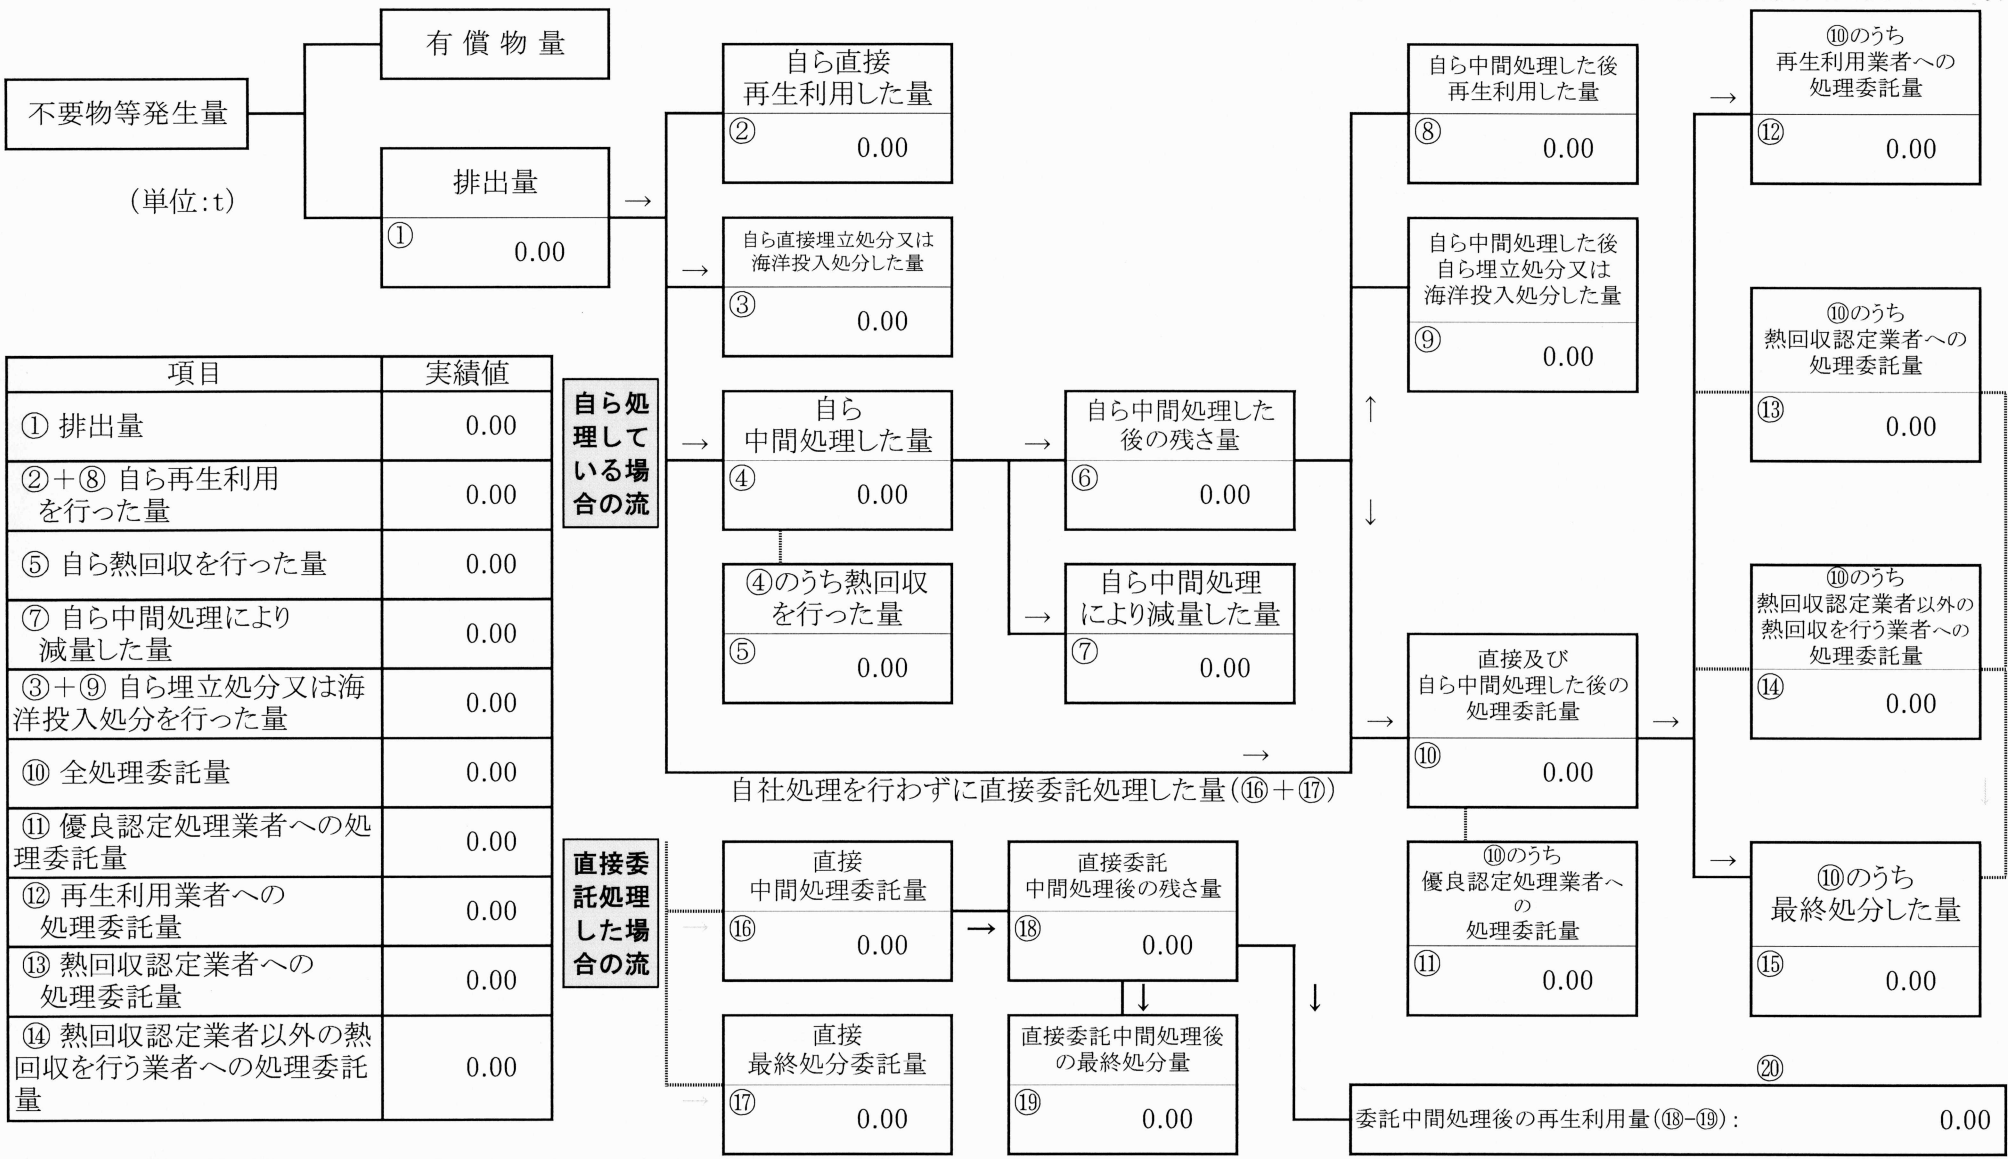 有償物量
不要物等発生量
(単位:t)
排出量
①
0.00
→
自ら直接
再生利用した量
②
0.00
自ら直接埋立処分又は
海洋投入処分した量
→
③
0.00
自ら処
理して
いる場
合の流
自ら
中間処理した量
→
④
0.00
④のうち熱回収
を行った量
⑤
0.00
自ら中間処理した
後の残さ量
→
⑥
0.00
自ら中間処理
により減量した量
→
⑦
0.00
→
自社処理を行わずに直接委託処理した量(⑯+⑰)
自ら中間処理した後
再生利用した量
⑧
0.00
自ら中間処理した後
自ら埋立処分又は
海洋投入処分した量
⑨
0.00
↑
↓
直接及び
自ら中間処理した後の
処理委託量
→
⑩
0.00
→
⑩のうち
優良認定処理業者へ
の
処理委託量
⑪
0.00
⑩のうち
再生利用業者への
処理委託量
→
⑫
0.00
⑩のうち
熱回収認定業者への
処理委託量
⑬
0.00
⑩のうち
熱回収認定業者以外の
熱回収を行う業者への
処理委託量
⑭
0.00
↓
→
⑩のうち
最終処分した量
⑮
0.00
項目 実績値
① 排出量 0.00
②+⑧ 自ら再生利用
を行った量 0.00
⑤ 自ら熱回収を行った量 0.00
⑦ 自ら中間処理により
減量した量 0.00
③+⑨ 自ら埋立処分又は海
洋投入処分を行った量 0.00
⑩ 全処理委託量 0.00
⑪ 優良認定処理業者への処
理委託量 0.00
⑫ 再生利用業者への
処理委託量 0.00
⑬ 熱回収認定業者への
処理委託量 0.00
⑭ 熱回収認定業者以外の熱
回収を行う業者への処理委託
量 0.00
直接委
託処理
した場
合の流
直接
中間処理委託量
→
⑯
0.00
直接
最終処分委託量
→
⑰
0.00
直接委託
中間処理後の残さ量
→
⑱
0.00
↓
直接委託中間処理後
の最終処分量
⑲
0.00
↓
⑳
委託中間処理後の再生利用量(⑱-⑲): 0.00